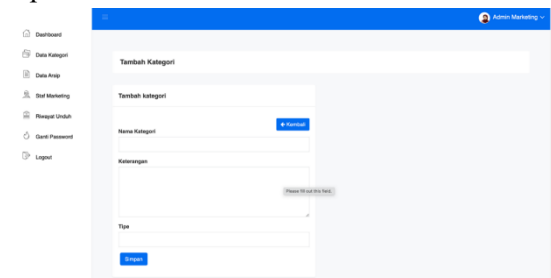 Admin Marketing
Dashboard
Data Kategori
Data Arsip
Staf Marketing
Riwayat Unduh
Ganti Password
Logout
Tambah Kategori
Tambah kategori
Kembali
Nama Kategori
Keterangan
Please fill out this field.
Tipe
Simpan